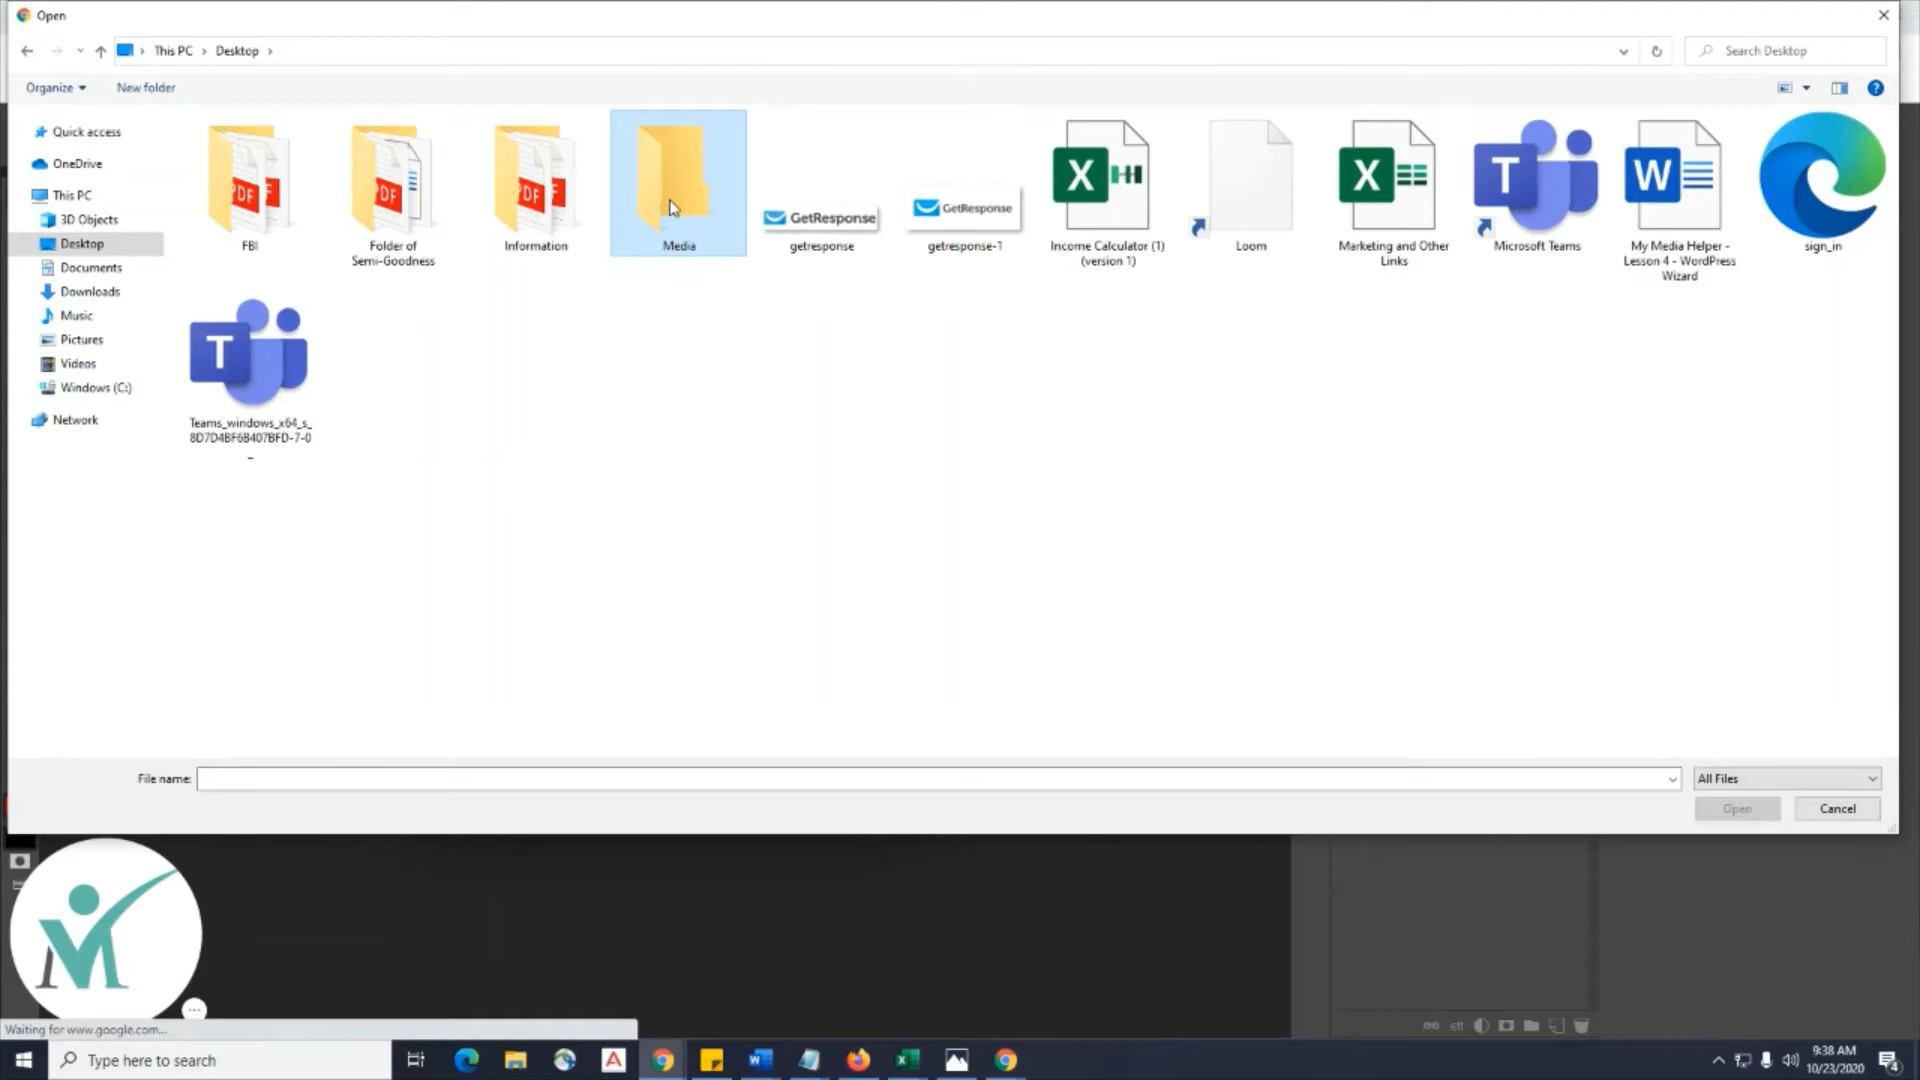 Open
This PC > Desktop >
Search Desktop
Organize
New folder
Quick access
OneDrive
This PC
3D Objects
Desktop
Documents
Downloads
Music
Pictures
Videos
Windows (C:)
Network
PDF
FBI
PDF
Folder of
Semi-Goodness
PDF
Information
Media
GetResponse
getresponse
GetResponse
getresponse-1
X
Income Calculator (1)
(version 1)
Loom
X
Marketing and Other
Links
T
Microsoft Teams
W
My Media Helper -
Lesson 4 - WordPress
Wizard
sign_in
T
Teams_windows_x64_s_
8D7D4BF6B407BFD-7-0
_
File name:
All Files
Open
Cancel
Waiting for www.google.com...
Type here to search
9:38 AM
10/23/2020
4